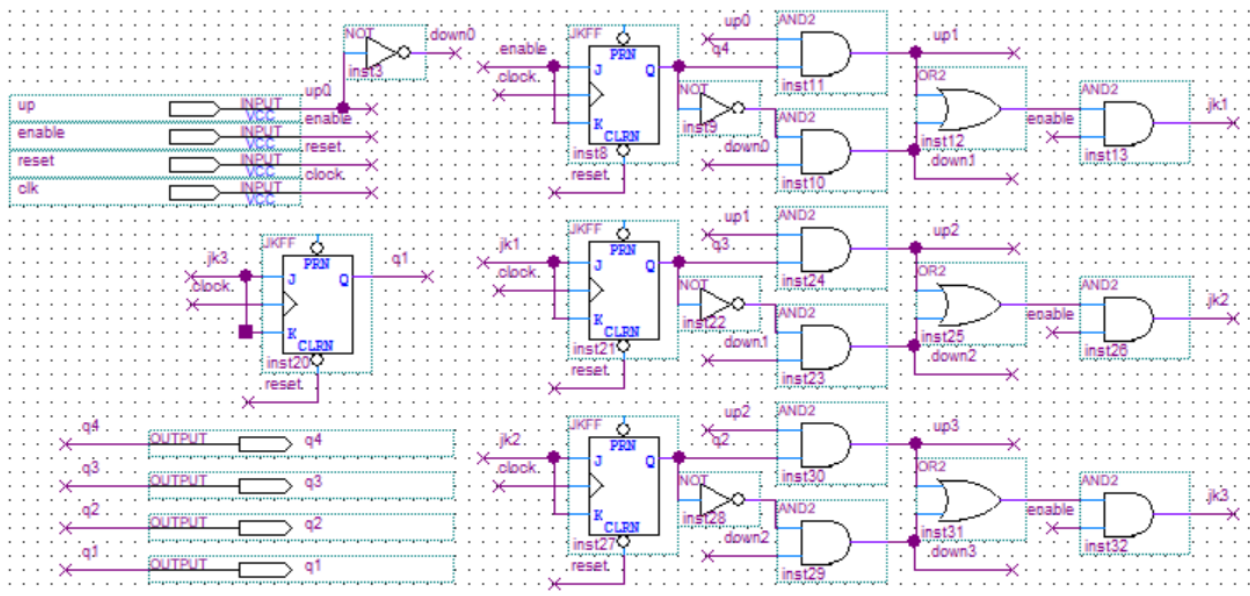 NOT
down0
inst3
up0
up
INPUT
VCC
enable
enable
INPUT
VCC
reset.
reset
INPUT
VCC
clock.
clk
INPUT
VCC
enable
.clock.
JKFF
PRN
J
Q
K
CLRN
inst8
reset.
q4
up0
AND2
inst11
up1
NOT
inst9
AND2
.down0
inst10
.down1
OR2
inst12
enable
AND2
inst13
.jk1
jk3
.clock.
JKFF
PRN
J
Q
K
CLRN
inst20
reset.
q1
jk1
.clock.
JKFF
PRN
J
Q
K
CLRN
inst21
reset.
q3
up1
AND2
inst24
up2
NOT
inst22
AND2
down.1
inst23
.down2
OR2
inst25
enable
AND2
inst26
.jk2
q4
OUTPUT
q4
q3
OUTPUT
q3
q2
OUTPUT
q2
q1
OUTPUT
q1
jk2
.clock.
JKFF
PRN
J
Q
K
CLRN
inst27
reset.
q2
up2
AND2
inst30
up3
NOT
inst28
AND2
.down2
inst29
.down3
OR2
inst31
enable
AND2
inst32
.jk3